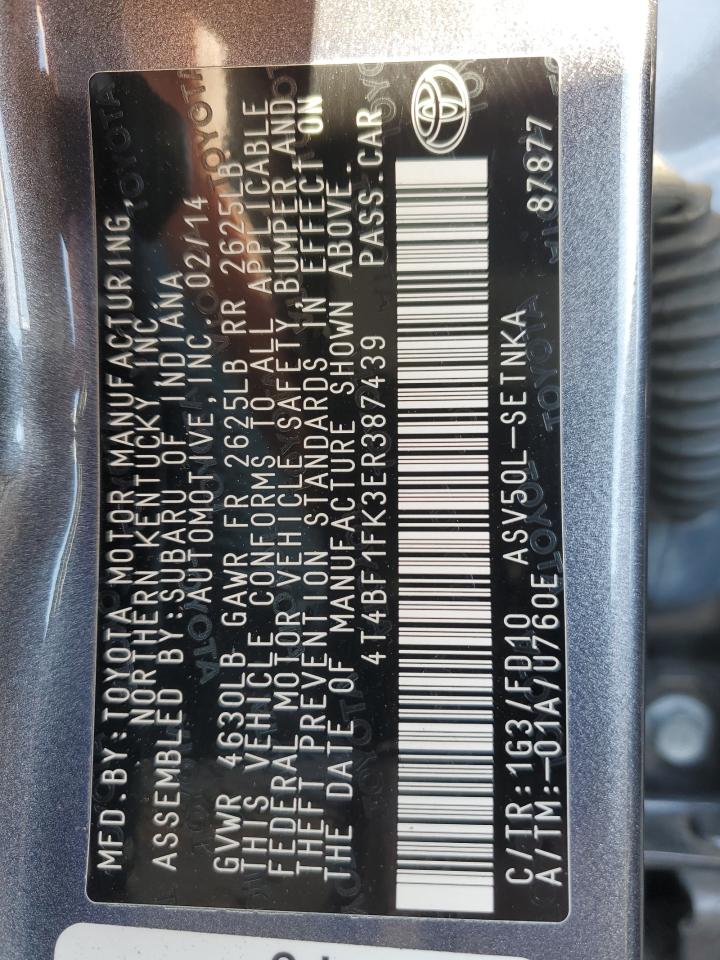 MFD.BY:TOYOTA MOTOR MANUFACTURING,
NORTHERN KENTUCKY,INC.
ASSEMBLED BY:SUBARU OF INDIANA
AUTOMOTIVE,INC. 02/14
GVWR 4630LB GAWR FR 2625LB RR 2625LB
THIS VEHICLE CONFORMS TO ALL APPLICABLE
FEDERAL MOTOR VEHICLE SAFETY,BUMPER,AND
THEFT PREVENTION STANDARDS IN EFFECT ON
THE DATE OF MANUFACTURE SHOWN ABOVE.
4T4BF1FK3ER387439 PASS.CAR
C/TR:1G3/FD10 ASV50L-SETNKA 87877
A/TM:-01A/U760E